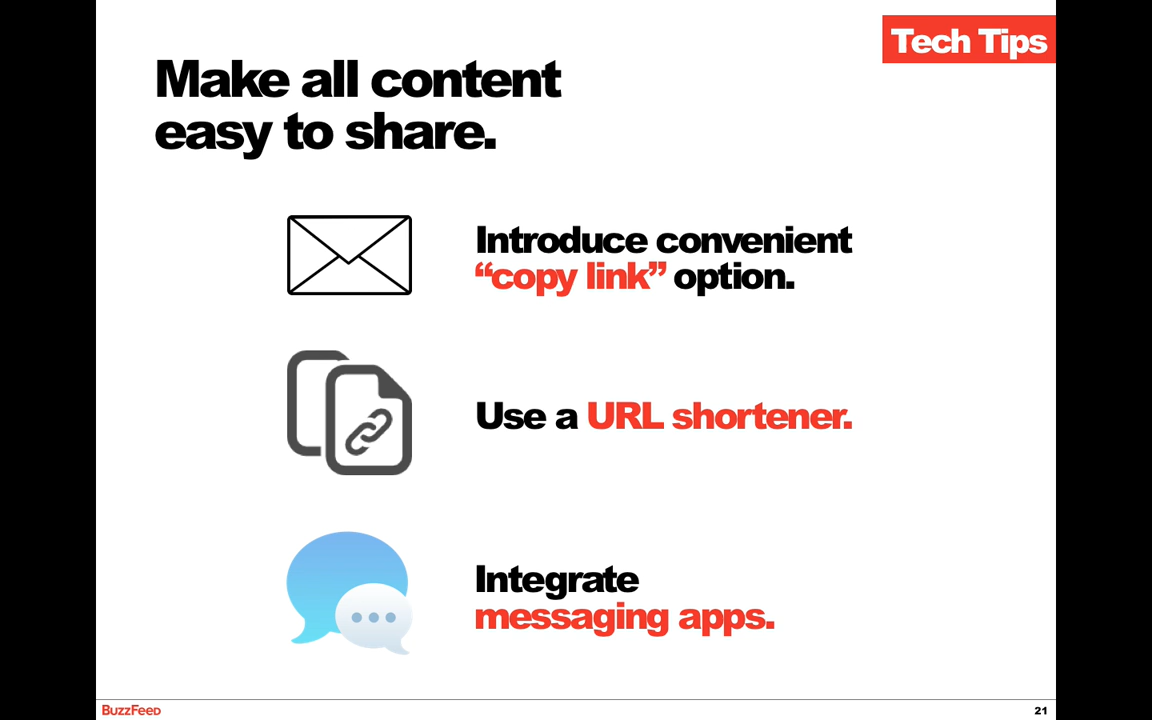 Tech Tips
Make all content
easy to share.
Introduce convenient
“copy link” option.
Use a URL shortener.
Integrate
messaging apps.
BuzzFeed
21